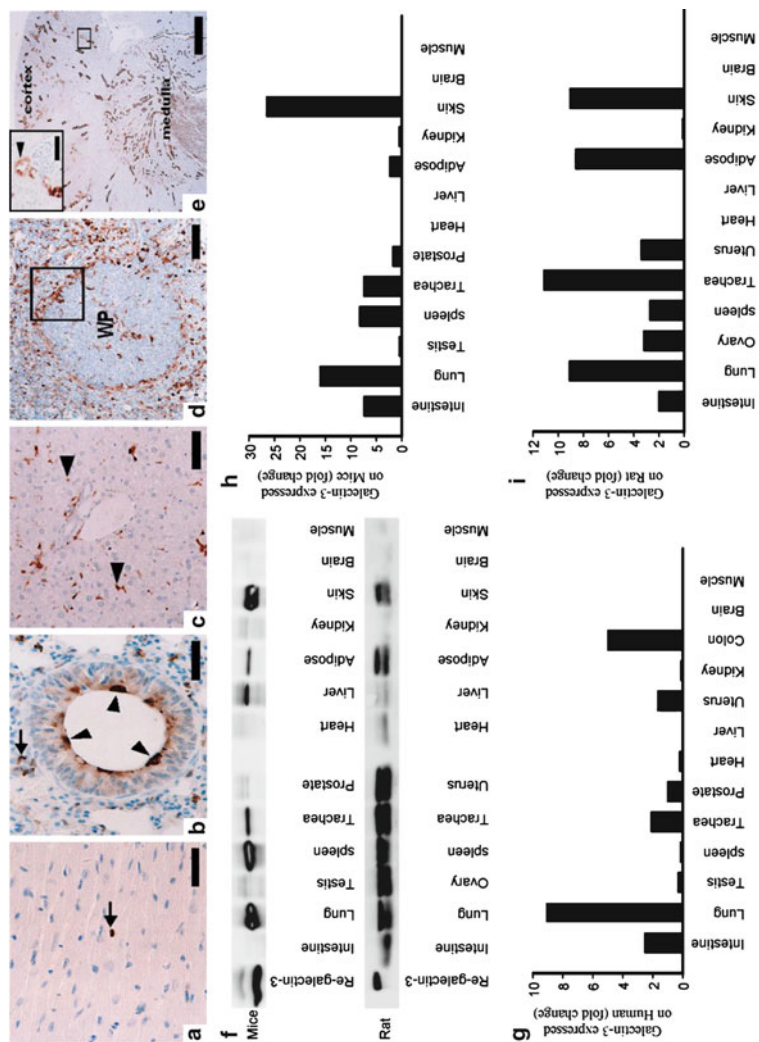 a
b
c
d
WP
e
cortex
medulla
f
Mice
Re-galectin-3
Intestine
Lung
Testis
spleen
Trachea
Prostate
Heart
Liver
Adipose
Kidney
Skin
Brain
Muscle
Rat
Re-galectin-3
Intestine
Lung
Ovary
spleen
Trachea
Uterus
Heart
Liver
Adipose
Kidney
Skin
Brain
Muscle
g
Galectin-3 expressed
on Human (fold change)
10
8
6
4
2
0
Intestine
Lung
Testis
spleen
Trachea
Prostate
Heart
Liver
Uterus
Kidney
Colon
Brain
Muscle
h
Galectin-3 expressed
on Mice (fold change)
30
25
20
15
10
5
0
Intestine
Lung
Testis
spleen
Trachea
Prostate
Heart
Liver
Adipose
Kidney
Skin
Brain
Muscle
i
Galectin-3 expressed
on Rat (fold change)
12
10
8
6
4
2
0
Intestine
Lung
Ovary
spleen
Trachea
Uterus
Heart
Liver
Adipose
Kidney
Skin
Brain
Muscle